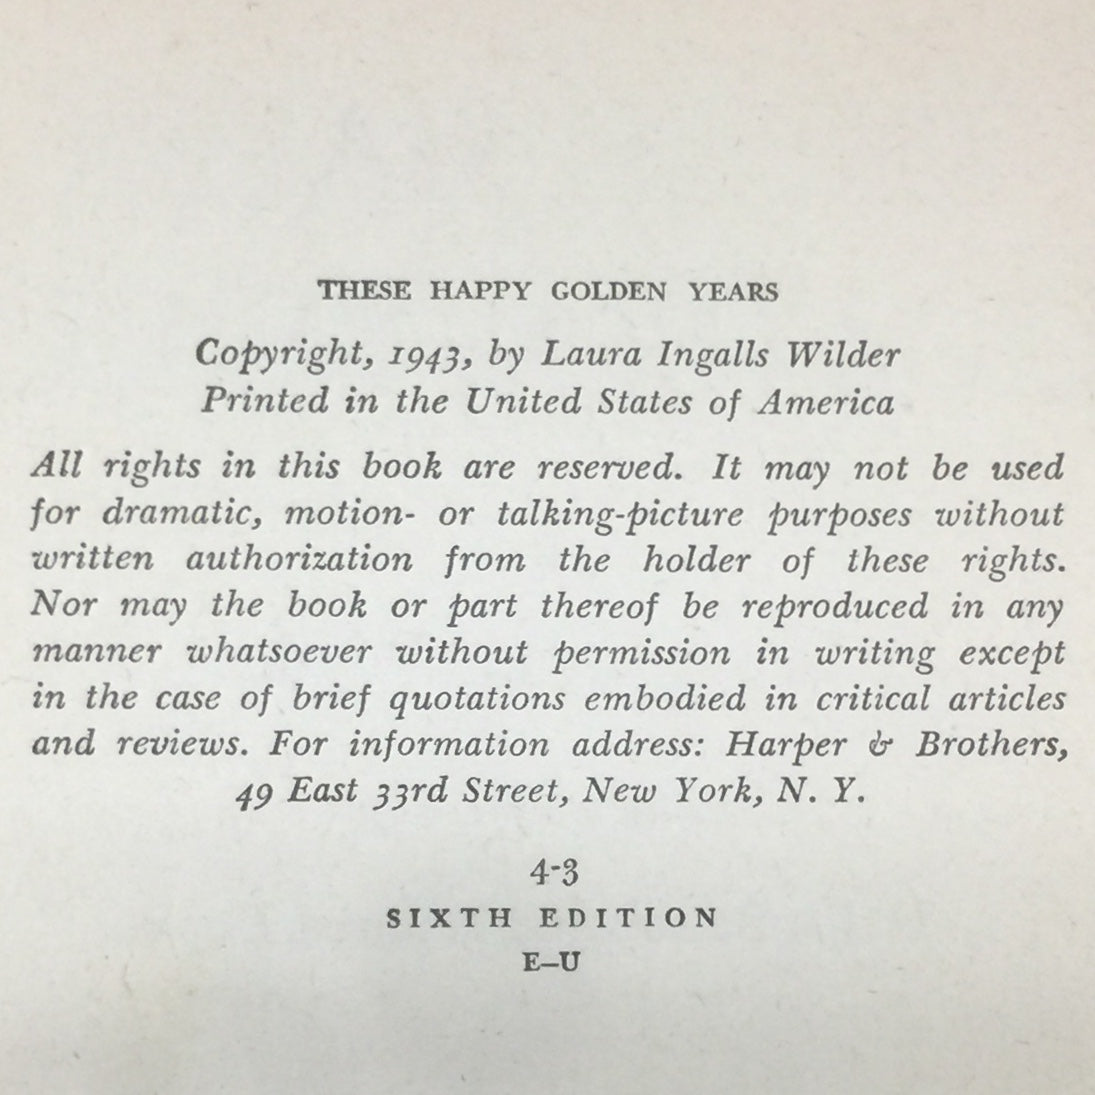 THESE HAPPY GOLDEN YEARS
Copyright, 1943, by Laura Ingalls Wilder
Printed in the United States of America
All rights in this book are reserved. It may not be used
for dramatic, motion- or talking-picture purposes without
written authorization from the holder of these rights.
Nor may the book or part thereof be reproduced in any
manner whatsoever without permission in writing except
in the case of brief quotations embodied in critical articles
and reviews. For information address: Harper & Brothers,
49 East 33rd Street, New York, N. Y.
4-3
SIXTH EDITION
E–U